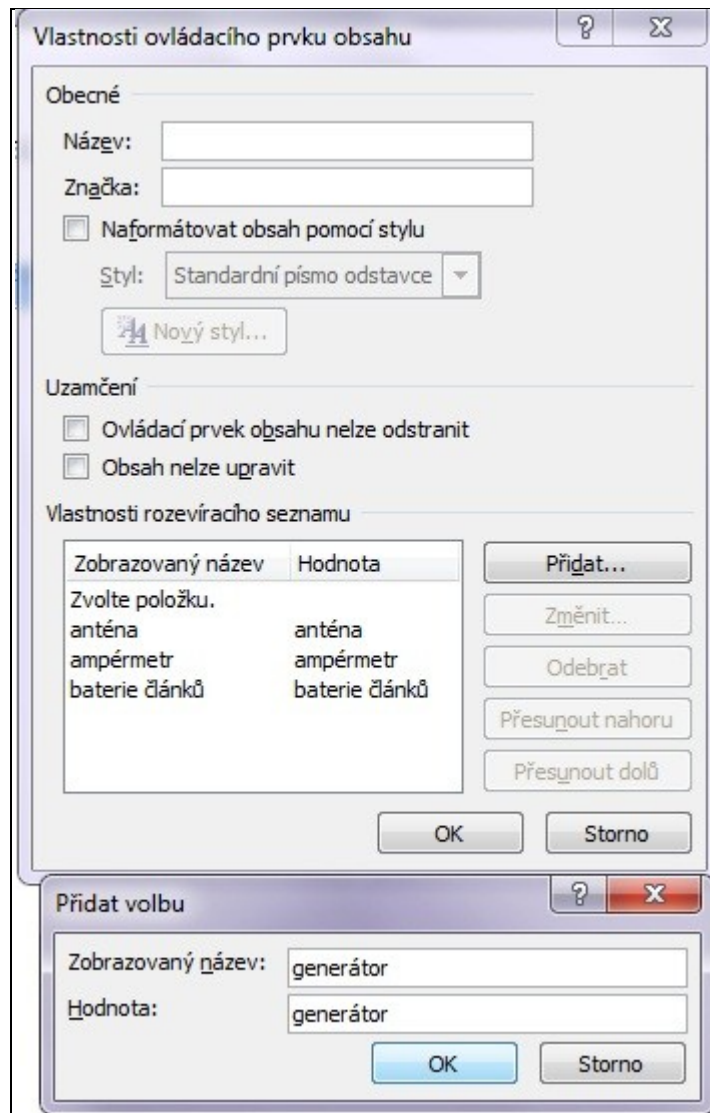 Vlastnosti ovládacího prvku obsahu
Obecné
Název:
Značka:
Naformátovat obsah pomocí stylu
Styl: Standardní písmo odstavce
Nový styl...
Uzamčení
Ovládací prvek obsahu nelze odstranit
Obsah nelze upravit
Vlastnosti rozevíracího seznamu
Zobrazovaný název Hodnota
Zvolte položku.
anténa anténa
ampérmetr ampérmetr
baterie článků baterie článků
Přidat...
Změnit...
Odebrat
Přesunout nahoru
Přesunout dolů
OK Storno
Přidat volbu
Zobrazovaný název: generátor
Hodnota: generátor
OK Storno